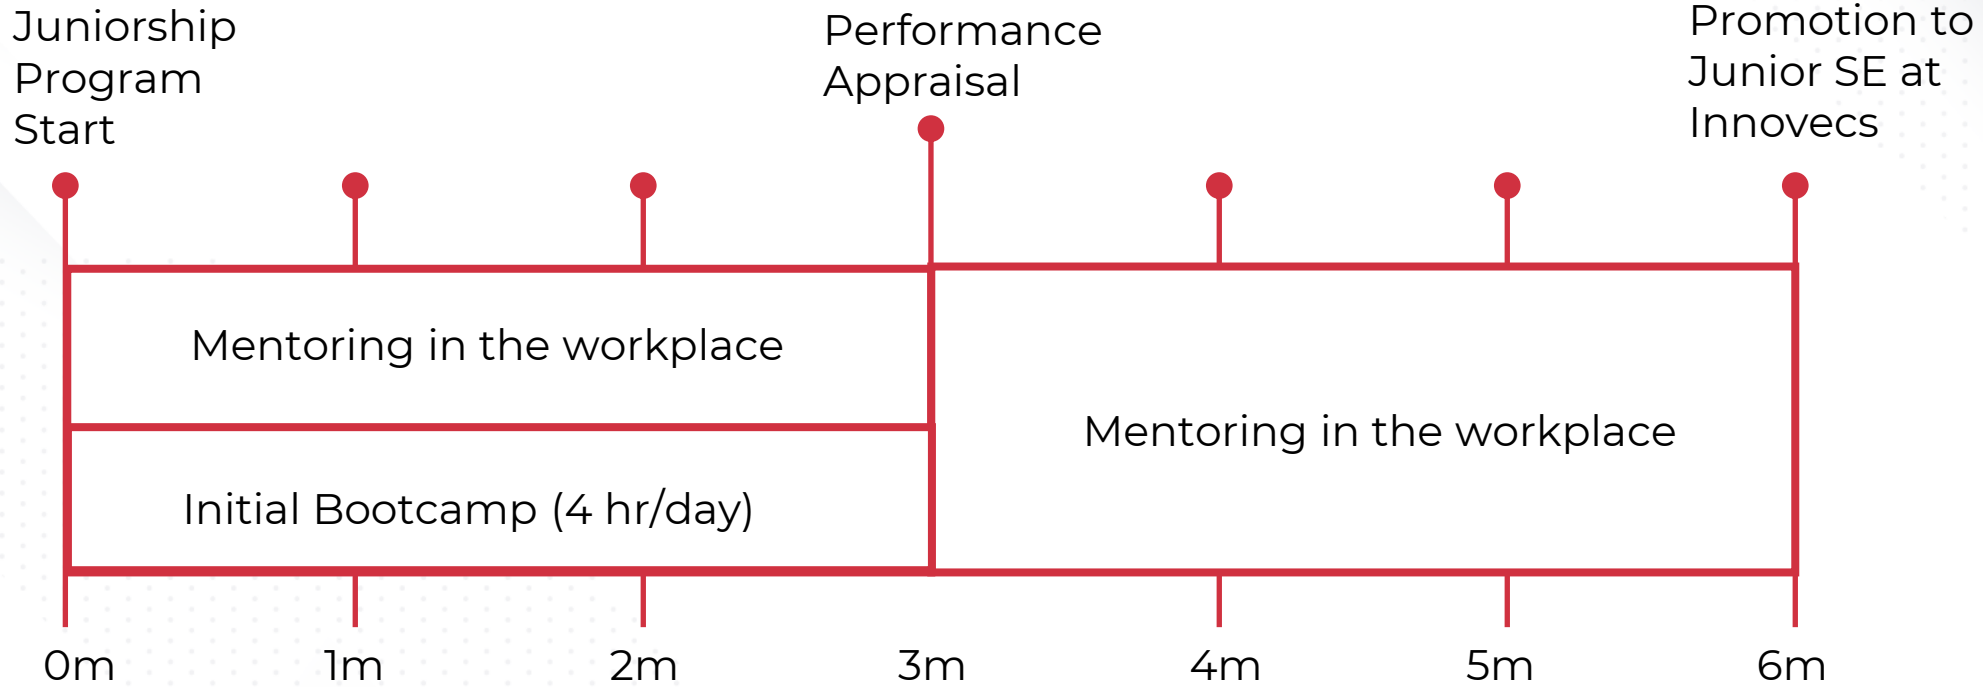 Juniorship
Program
Start
Performance
Appraisal
Promotion to
Junior SE at
Innovecs
Mentoring in the workplace
Initial Bootcamp (4 hr/day)
Mentoring in the workplace
0m
1m
2m
3m
4m
5m
6m